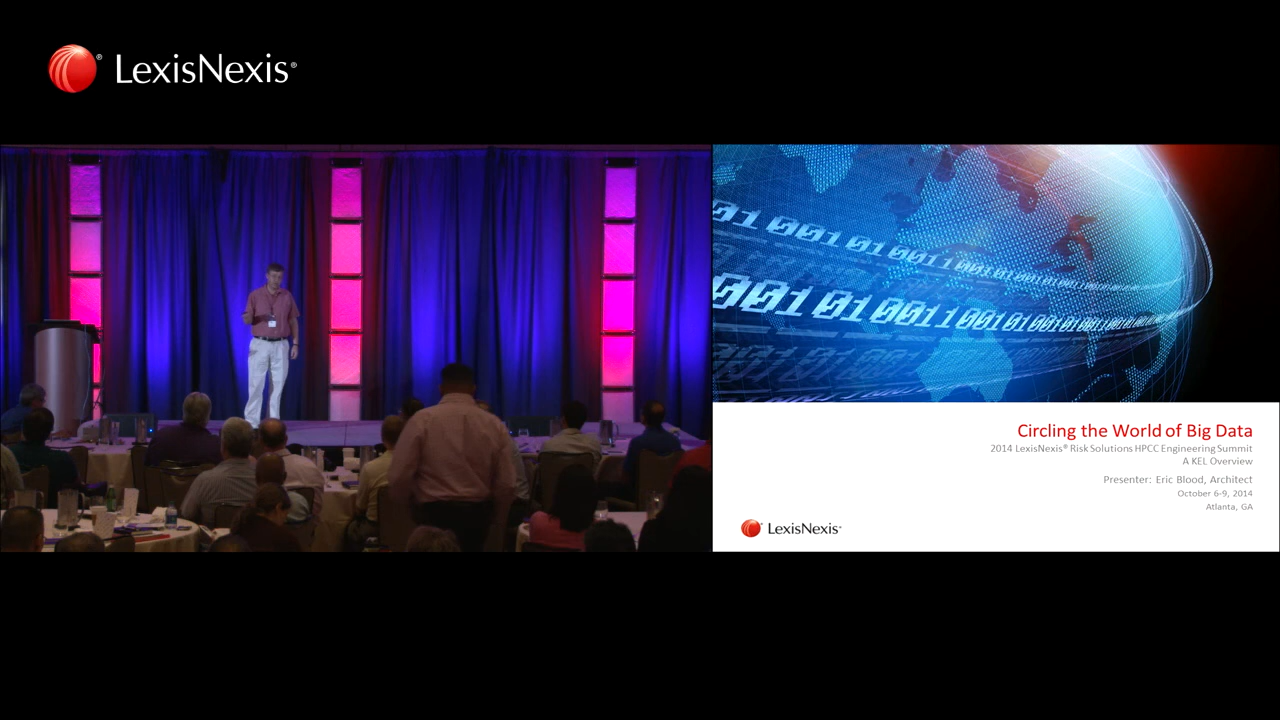 LexisNexis®
Circling the World of Big Data
2014 LexisNexis® Risk Solutions HPCC Engineering Summit
A KEL Overview
Presenter: Eric Blood, Architect
October 6-9, 2014
Atlanta, GA
LexisNexis®